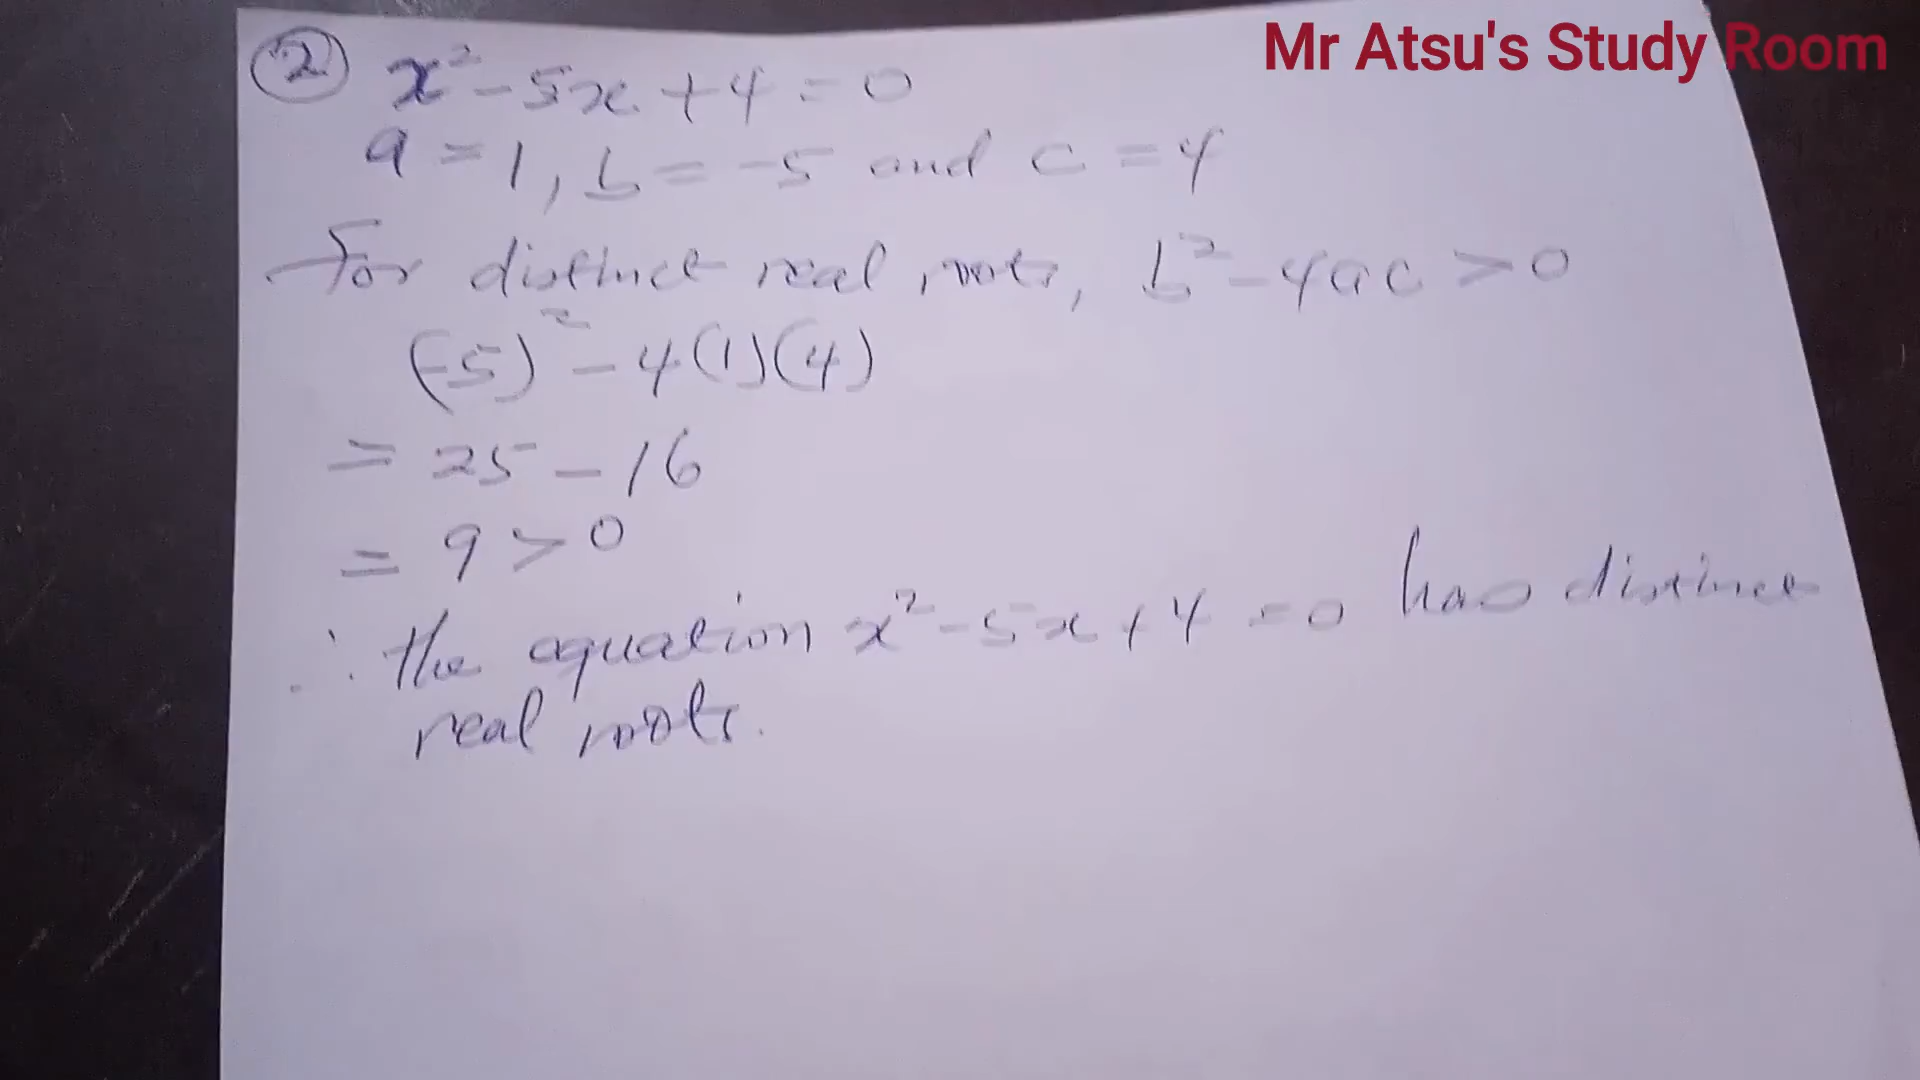 Mr Atsu's Study Room
② x² - 5x + 4 = 0
a = 1, b = -5 and c = 4
For distinct real roots, b² - 4ac > 0
(-5)² - 4(1)(4)
= 25 - 16
= 9 > 0
∴ the equation x² - 5x + 4 = 0 has distinct
real roots.